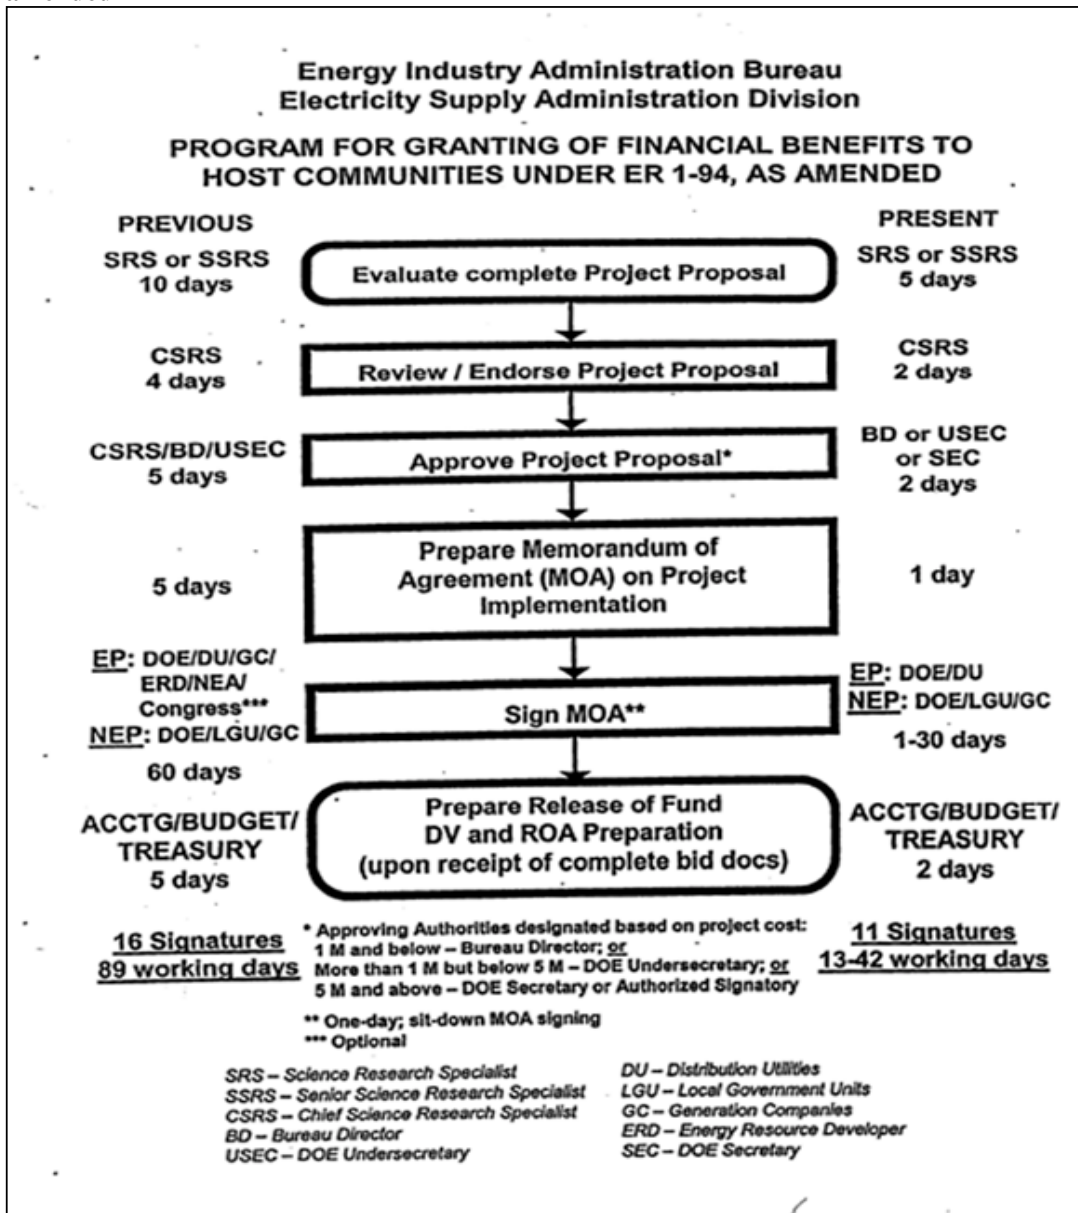 Energy Industry Administration Bureau
Electricity Supply Administration Division
PROGRAM FOR GRANTING OF FINANCIAL BENEFITS TO
HOST COMMUNITIES UNDER ER 1-94, AS AMENDED
PREVIOUS
PRESENT
SRS or SSRS
10 days
Evaluate complete Project Proposal
SRS or SSRS
5 days
CSRS
4 days
Review / Endorse Project Proposal
CSRS
2 days
CSRS/BD/USEC
5 days
Approve Project Proposal*
BD or USEC
or SEC
2 days
5 days
Prepare Memorandum of
Agreement (MOA) on Project
Implementation
1 day
EP: DOE/DU/GC/
ERD/NEA/
Congress***
NEP: DOE/LGU/GC
60 days
Sign MOA**
EP: DOE/DU
NEP: DOE/LGU/GC
1-30 days
ACCTG/BUDGET/
TREASURY
5 days
Prepare Release of Fund
DV and ROA Preparation
(upon receipt of complete bid docs)
ACCTG/BUDGET/
TREASURY
2 days
16 Signatures
89 working days
* Approving Authorities designated based on project cost:
1 M and below – Bureau Director; or
More than 1 M but below 5 M – DOE Undersecretary; or
5 M and above – DOE Secretary or Authorized Signatory
11 Signatures
13-42 working days
** One-day; sit-down MOA signing
*** Optional
SRS – Science Research Specialist
SSRS – Senior Science Research Specialist
CSRS – Chief Science Research Specialist
BD – Bureau Director
USEC – DOE Undersecretary
DU – Distribution Utilities
LGU – Local Government Units
GC – Generation Companies
ERD – Energy Resource Developer
SEC – DOE Secretary